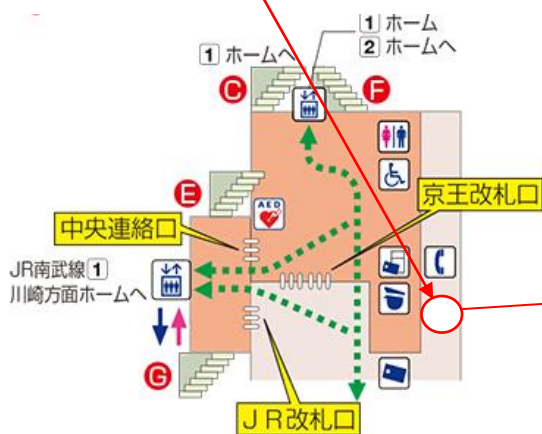 1 ホーム
2 ホームへ
1 ホームへ
C
F
E
AED
京王改札口
中央連絡口
JR南武線 1
川崎方面ホームへ
G
JR改札口